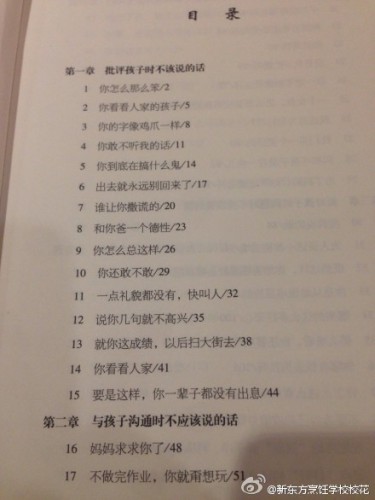 目 录
第一章 批评孩子时不该说的话
1 你怎么那么笨/2
2 你看看人家的孩子/5
3 你的字像鸡爪一样/8
4 你敢不听我的话/11
5 你到底在搞什么鬼/14
6 出去就永远别回来了/17
7 谁让你撒谎的/20
8 和你爸一个德性/23
9 你怎么总这样/26
10 你还敢不敢/29
11 一点礼貌都没有，快叫人/32
12 说你几句就不高兴/35
13 就你这成绩，以后扫大街去/38
14 你看看人家/41
15 要是这样，你一辈子都没有出息/44
第二章 与孩子沟通时不应该说的话
16 妈妈求求你了/48
17 不做完作业，你就甭想玩/51
@新东方烹饪学校校花